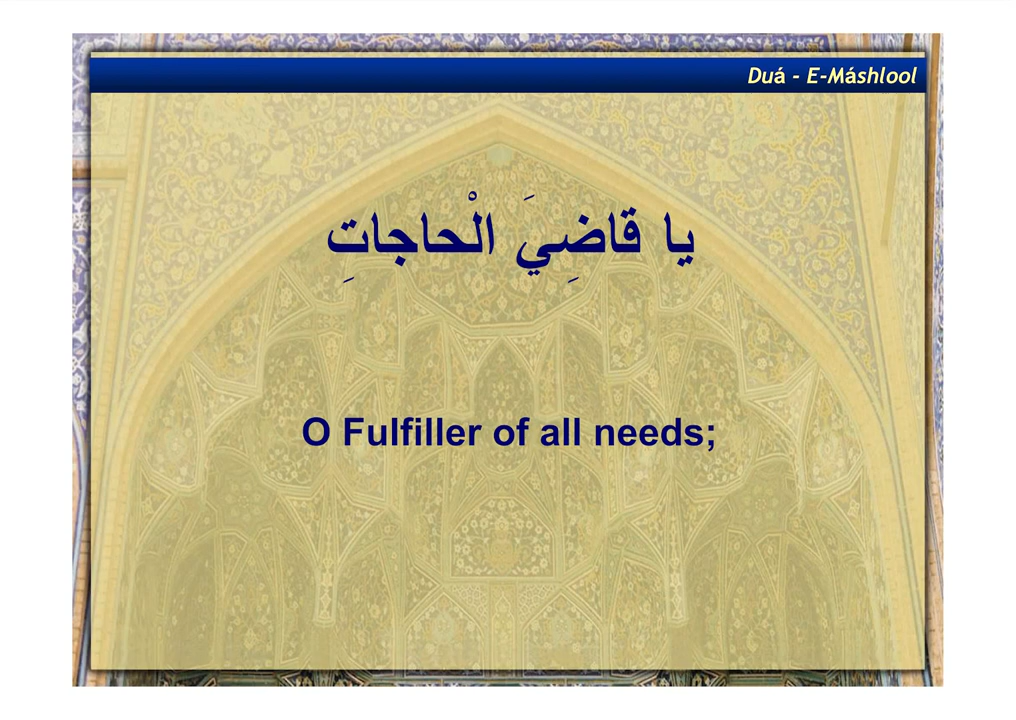 Duá - E-Máshlool
يا قاضِيَ الْحاجاتِ
O Fulfiller of all needs;